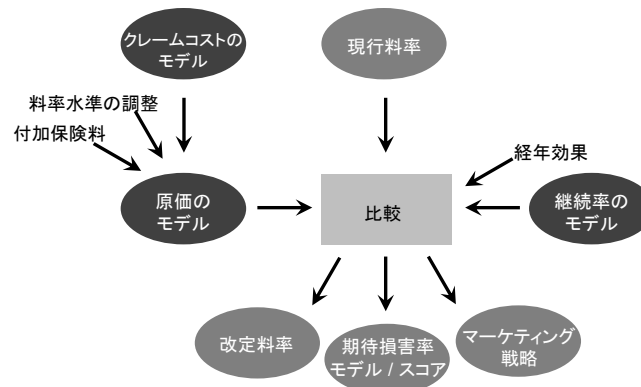 クレームコストの
モデル
現行料率
料率水準の調整
付加保険料
経年効果
原価の
モデル
比較
継続率の
モデル
改定料率
期待損害率
モデル / スコア
マーケティング
戦略